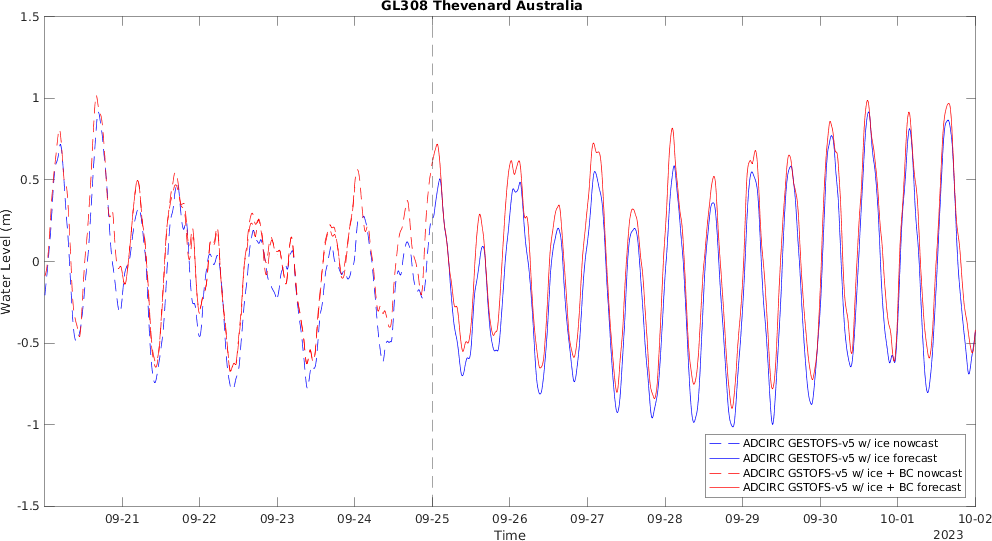 GL308 Thevenard Australia
1.5
1
0.5
0
-0.5
-1
-1.5
Water Level (m)
ADCIRC GESTOFS-v5 w/ ice nowcast
ADCIRC GESTOFS-v5 w/ ice forecast
ADCIRC GSTOFS-v5 w/ ice + BC nowcast
ADCIRC GSTOFS-v5 w/ ice + BC forecast
09-21 09-22 09-23 09-24 09-25 09-26 09-27 09-28 09-29 09-30 10-01 10-02
Time
2023